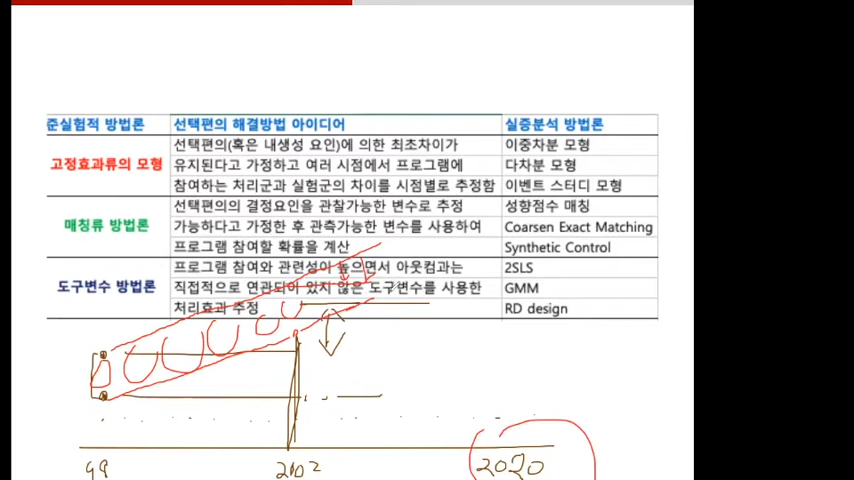 준실험적 방법론 선택편의 해결방법 아이디어 실증분석 방법론
선택편의(혹은 내생성 요인)에 의한 최초차이가 이중차분 모형
고정효과류의 모형 유지된다고 가정하고 여러 시점에서 프로그램에 다차분 모형
참여하는 처리군과 실험군의 차이를 시점별로 추정함 이벤트 스터디 모형
선택편의의 결정요인을 관찰가능한 변수로 추정 성향점수 매칭
매칭류 방법론 가능하다고 가정한 후 관측가능한 변수를 사용하여 Coarsen Exact Matching
프로그램 참여할 확률을 계산 Synthetic Control
프로그램 참여와 관련성이 높으면서 아웃컴과는 2SLS
도구변수 방법론 직접적으로 연관되이 있지 않은 도구변수를 사용한 GMM
처리효과 추정 RD design
99 2002 2020